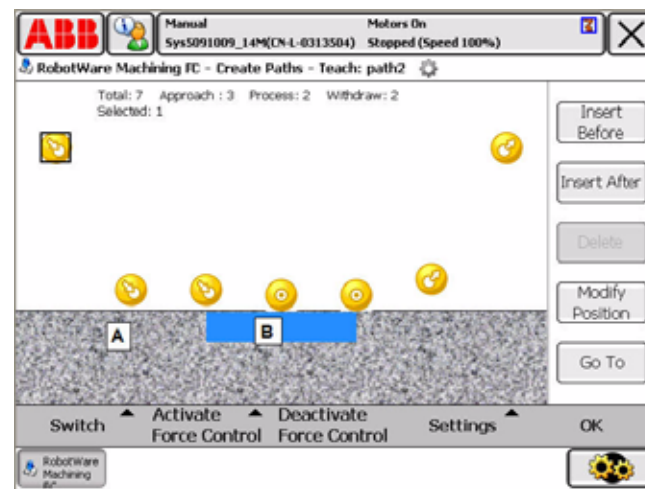 ABB
Manual
Sys5091009_14M(CN-L-0313504)
Motors On
Stopped (Speed 100%)
RobotWare Machining FC - Create Paths - Teach: path2
Total: 7 Approach : 3 Process: 2 Withdraw: 2
Selected: 1
Insert
Before
Insert After
Delete
Modify
Position
Go To
A
B
Switch
Activate
Force Control
Deactivate
Force Control
Settings
OK
RobotWare
Machining
FC